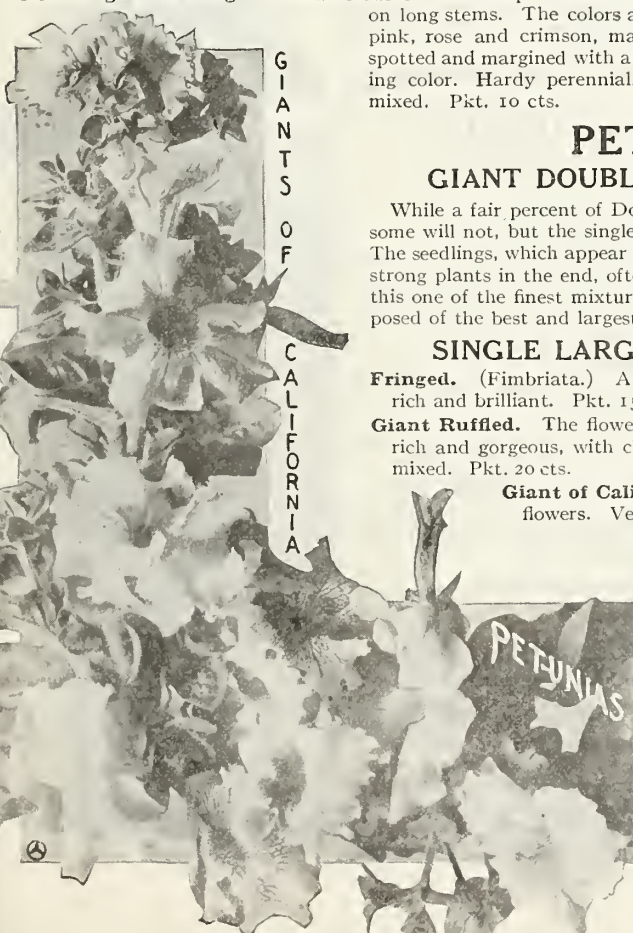 on long stems. The colors a
pink, rose and crimson, ma
spotted and margined with a
ing color. Hardy perennial.
mixed. Pkt. 10 cts.
PET
GIANT DOUBL
While a fair percent of Do
some will not, but the single
The seedlings, which appear
strong plants in the end, oft
this one of the finest mixtur
posed of the best and largest
SINGLE LARG
Fringed. (Fimbriata.) A
rich and brilliant. Pkt. 15
Giant Ruffled. The flowe
rich and gorgeous, with c
mixed. Pkt. 20 cts.
Giant of Cali
flowers. Ve
GIANTS OF CALIFORNIA
PETUNIAS